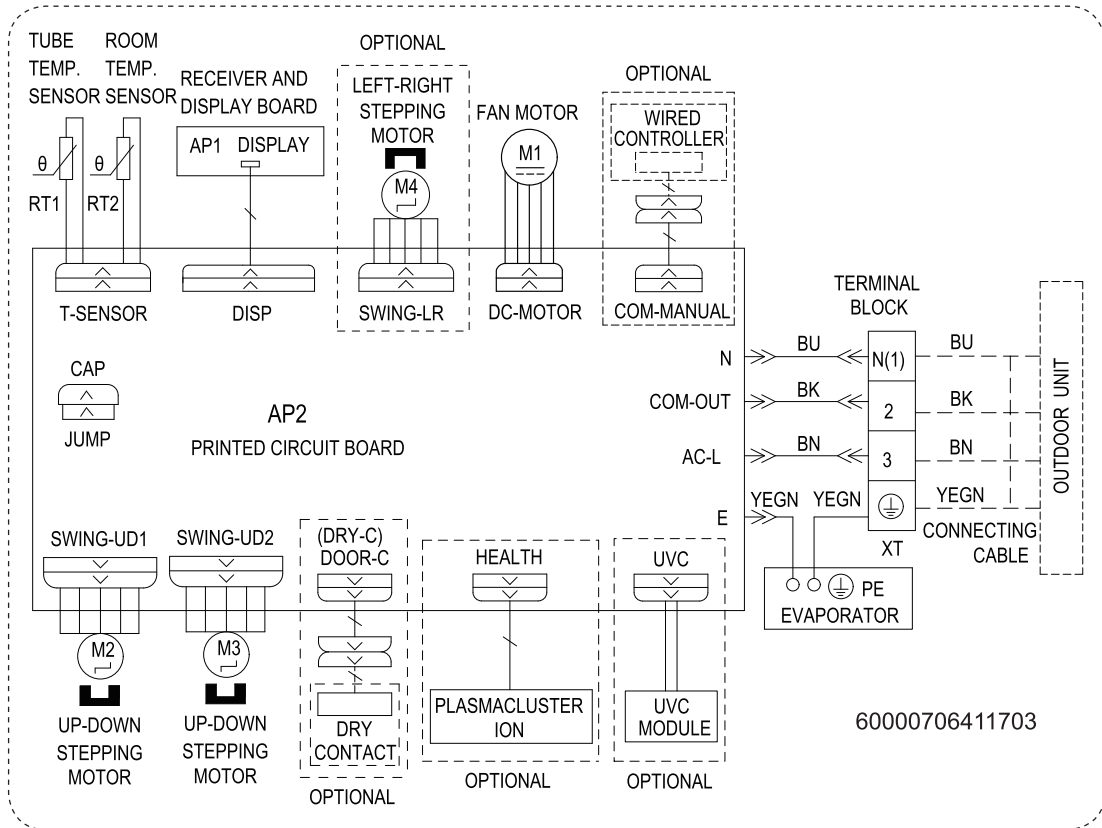 TUBE
TEMP.
SENSOR
ROOM
TEMP.
SENSOR
θ
RT1
θ
RT2
RECEIVER AND
DISPLAY BOARD
AP1 DISPLAY
OPTIONAL
LEFT-RIGHT
STEPPING
MOTOR
M4
FAN MOTOR
M1
OPTIONAL
WIRED
CONTROLLER
T-SENSOR
DISP
SWING-LR
DC-MOTOR
COM-MANUAL
CAP
JUMP
AP2
PRINTED CIRCUIT BOARD
N
COM-OUT
AC-L
E
BU
BK
BN
YEGN
YEGN
TERMINAL
BLOCK
N(1)
2
3
XT
BU
BK
BN
YEGN
CONNECTING
CABLE
OUTDOOR UNIT
PE
EVAPORATOR
SWING-UD1
M2
UP-DOWN
STEPPING
MOTOR
SWING-UD2
M3
UP-DOWN
STEPPING
MOTOR
(DRY-C)
DOOR-C
DRY
CONTACT
OPTIONAL
HEALTH
PLASMACLUSTER
ION
OPTIONAL
UVC
UVC
MODULE
OPTIONAL
60000706411703